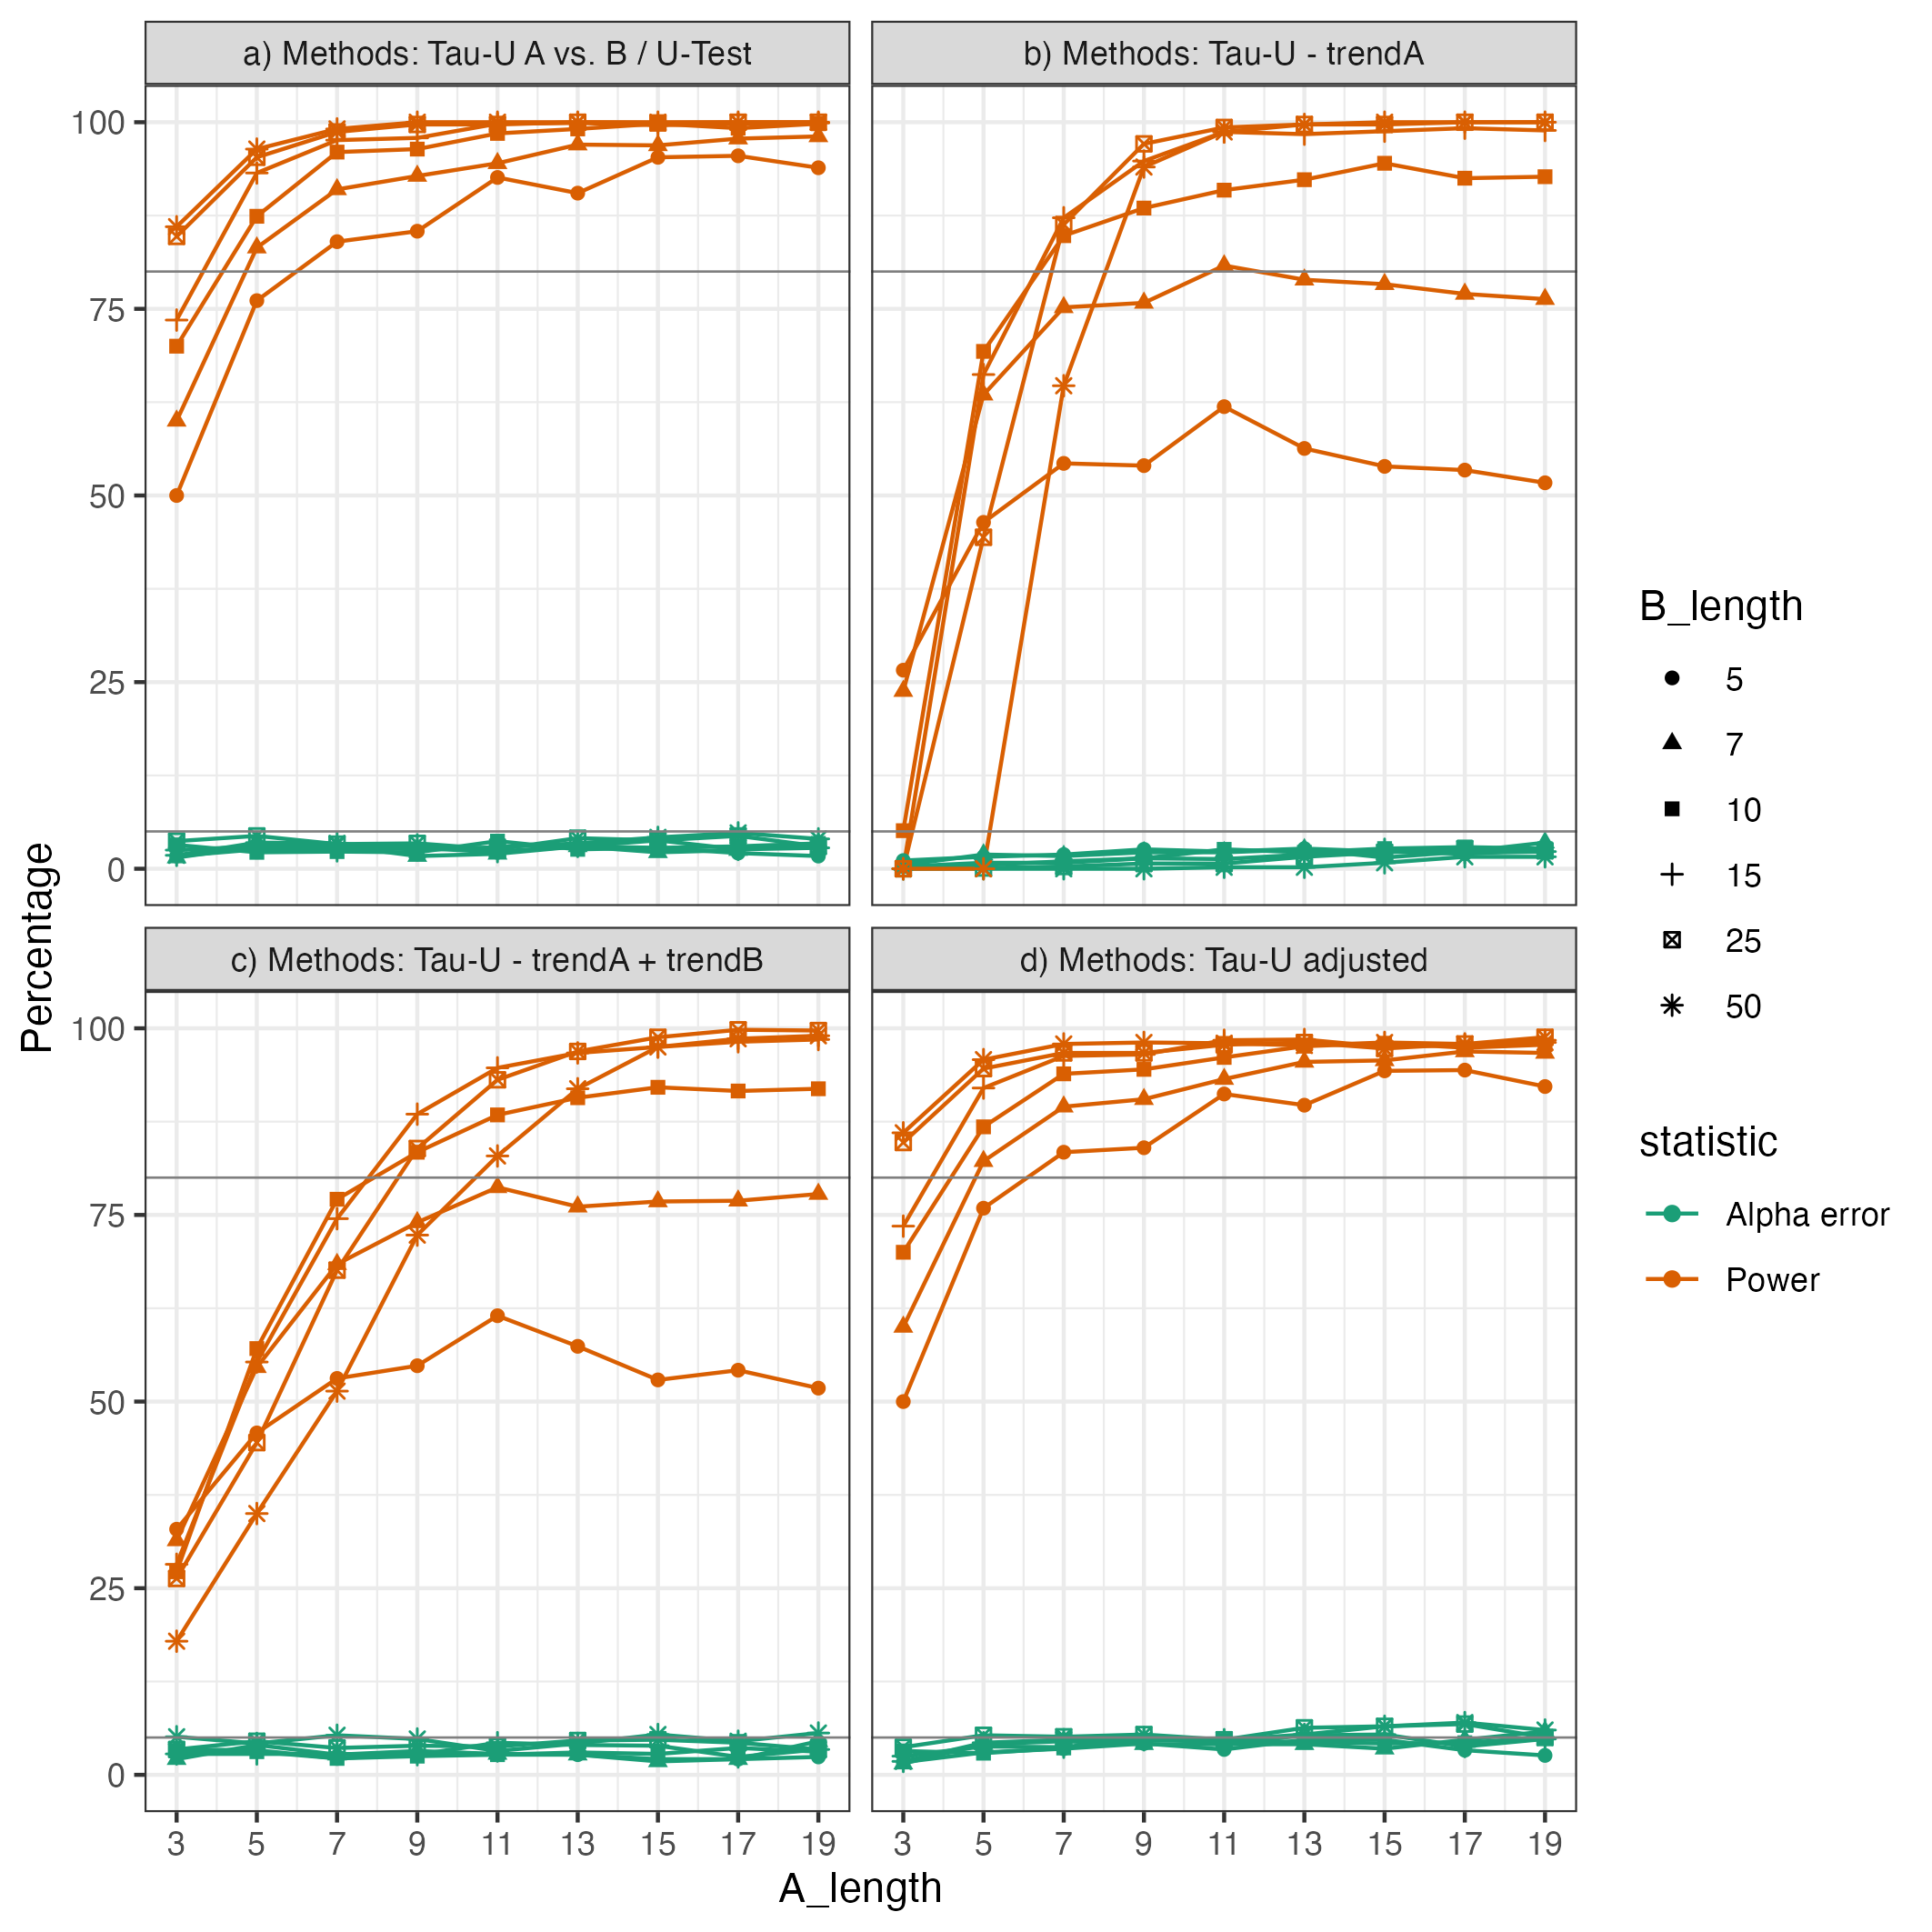 a) Methods: Tau-U A vs. B / U-Test
b) Methods: Tau-U - trendA
100
75
50
25
0
c) Methods: Tau-U - trendA + trendB
d) Methods: Tau-U adjusted
100
75
50
25
0
3 5 7 9 11 13 15 17 19
3 5 7 9 11 13 15 17 19
A_length
Percentage
B_length
5
7
10
15
25
50
statistic
Alpha error
Power